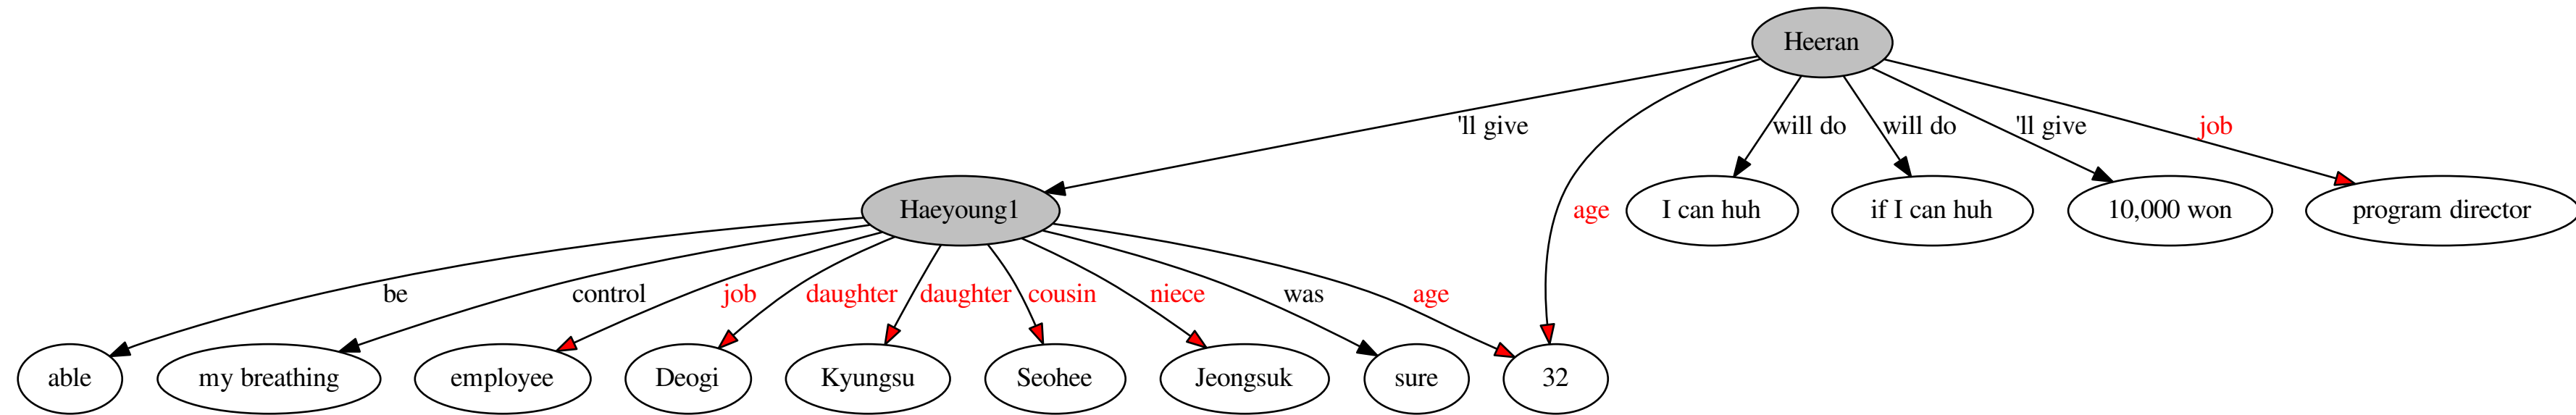 Heeran
'll give
will do
will do
'll give
job
Haeyoung1
age
I can huh
if I can huh
10,000 won
program director
be
control
job
daughter
daughter
cousin
niece
was
age
able
my breathing
employee
Deogi
Kyungsu
Seohee
Jeongsuk
sure
32